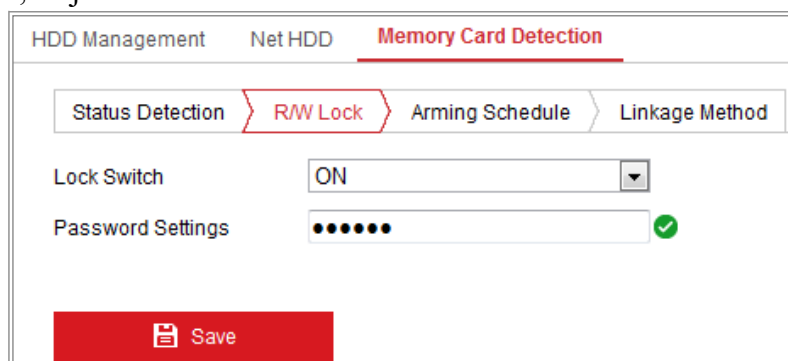 HDD Management Net HDD Memory Card Detection
Status Detection R/W Lock Arming Schedule Linkage Method
Lock Switch ON
Password Settings ●●●●●●
Save